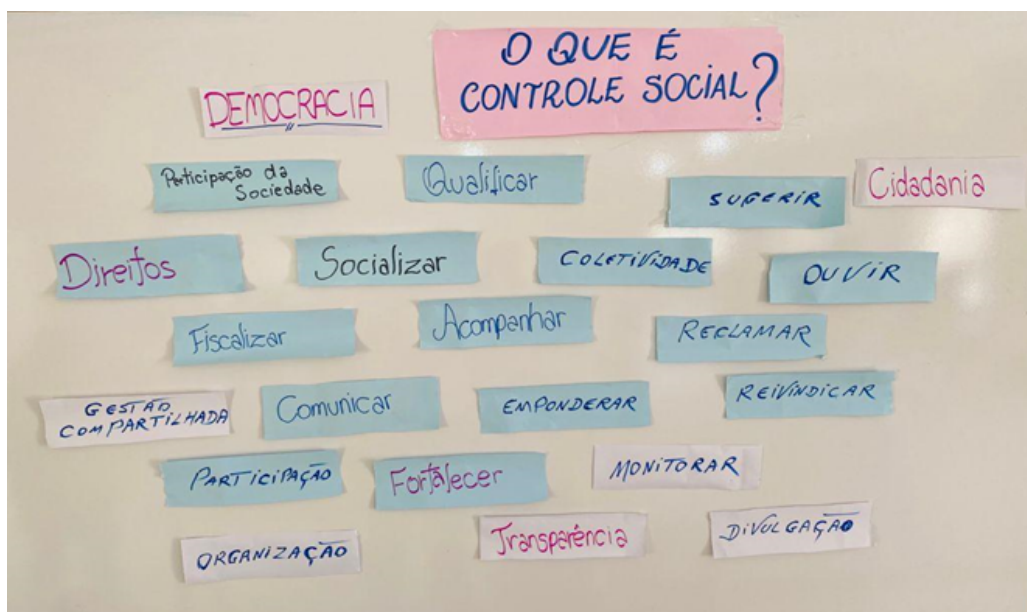 O QUE É
CONTROLE SOCIAL?
DEMOCRACIA
Participação da
Sociedade
Qualificar
SUGERIR
Cidadania
Direitos
Socializar
COLETIVIDADE
OUVIR
Fiscalizar
Acompanhar
RECLAMAR
GESTÃO
COMPARTILHADA
Comunicar
EMPONDERAR
REIVINDICAR
PARTICIPAÇÃO
Fortalecer
MONITORAR
ORGANIZAÇÃO
Transparência
DIVULGAÇÃO